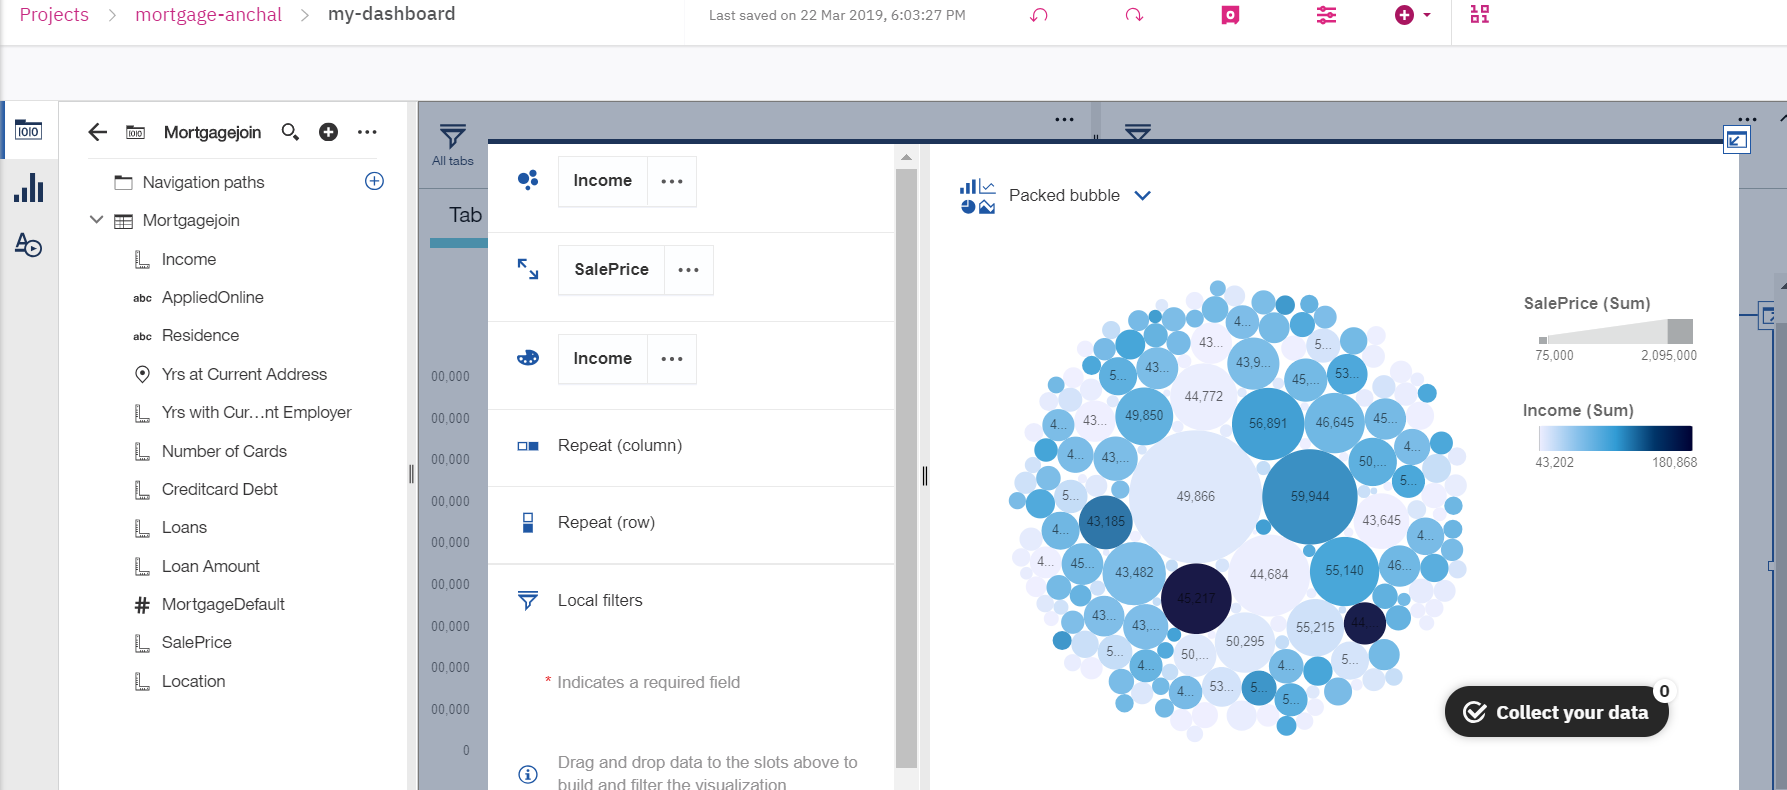 Projects > mortgage-anchal > my-dashboard
Last saved on 22 Mar 2019, 6:03:27 PM
Mortgagejoin
Navigation paths
Mortgagejoin
Income
abc AppliedOnline
abc Residence
Yrs at Current Address
Yrs with Cur...nt Employer
Number of Cards
Creditcard Debt
Loans
Loan Amount
# MortgageDefault
SalePrice
Location
All tabs
Tab
00,000
00,000
00,000
00,000
00,000
00,000
00,000
00,000
00,000
0
Income
SalePrice
Income
Repeat (column)
Repeat (row)
Local filters
* Indicates a required field
Drag and drop data to the slots above to
build and filter the visualization
Packed bubble
4...
43...
5...
43,9...
43...
5...
45,...
53...
44,772
49,850
43...
4...
56,891
46,645
45...
4...
4...
43,...
50,...
5...
5...
49,866
59,944
43,185
43,645
4...
4...
4...
45...
43,482
44,684
55,140
46...
45,217
43...
43,...
55,215
44...
50,295
5...
50,...
5...
4...
4...
4...
53...
5...
5...
SalePrice (Sum)
75,000 2,095,000
Income (Sum)
43,202 180,868
Collect your data
0